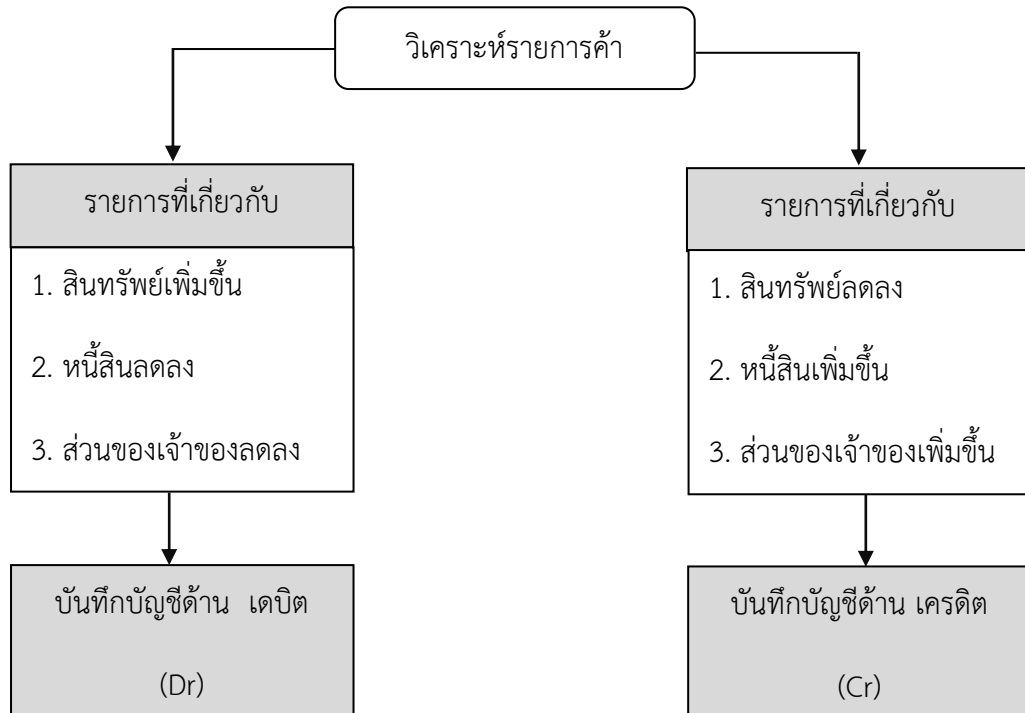 วิเคราะห์รายการค้า
รายการที่เกี่ยวกับ
1. สินทรัพย์เพิ่มขึ้น
2. หนี้สินลดลง
3. ส่วนของเจ้าของลดลง
บันทึกบัญชีด้าน เดบิต
(Dr)
รายการที่เกี่ยวกับ
1. สินทรัพย์ลดลง
2. หนี้สินเพิ่มขึ้น
3. ส่วนของเจ้าของเพิ่มขึ้น
บันทึกบัญชีด้าน เครดิต
(Cr)